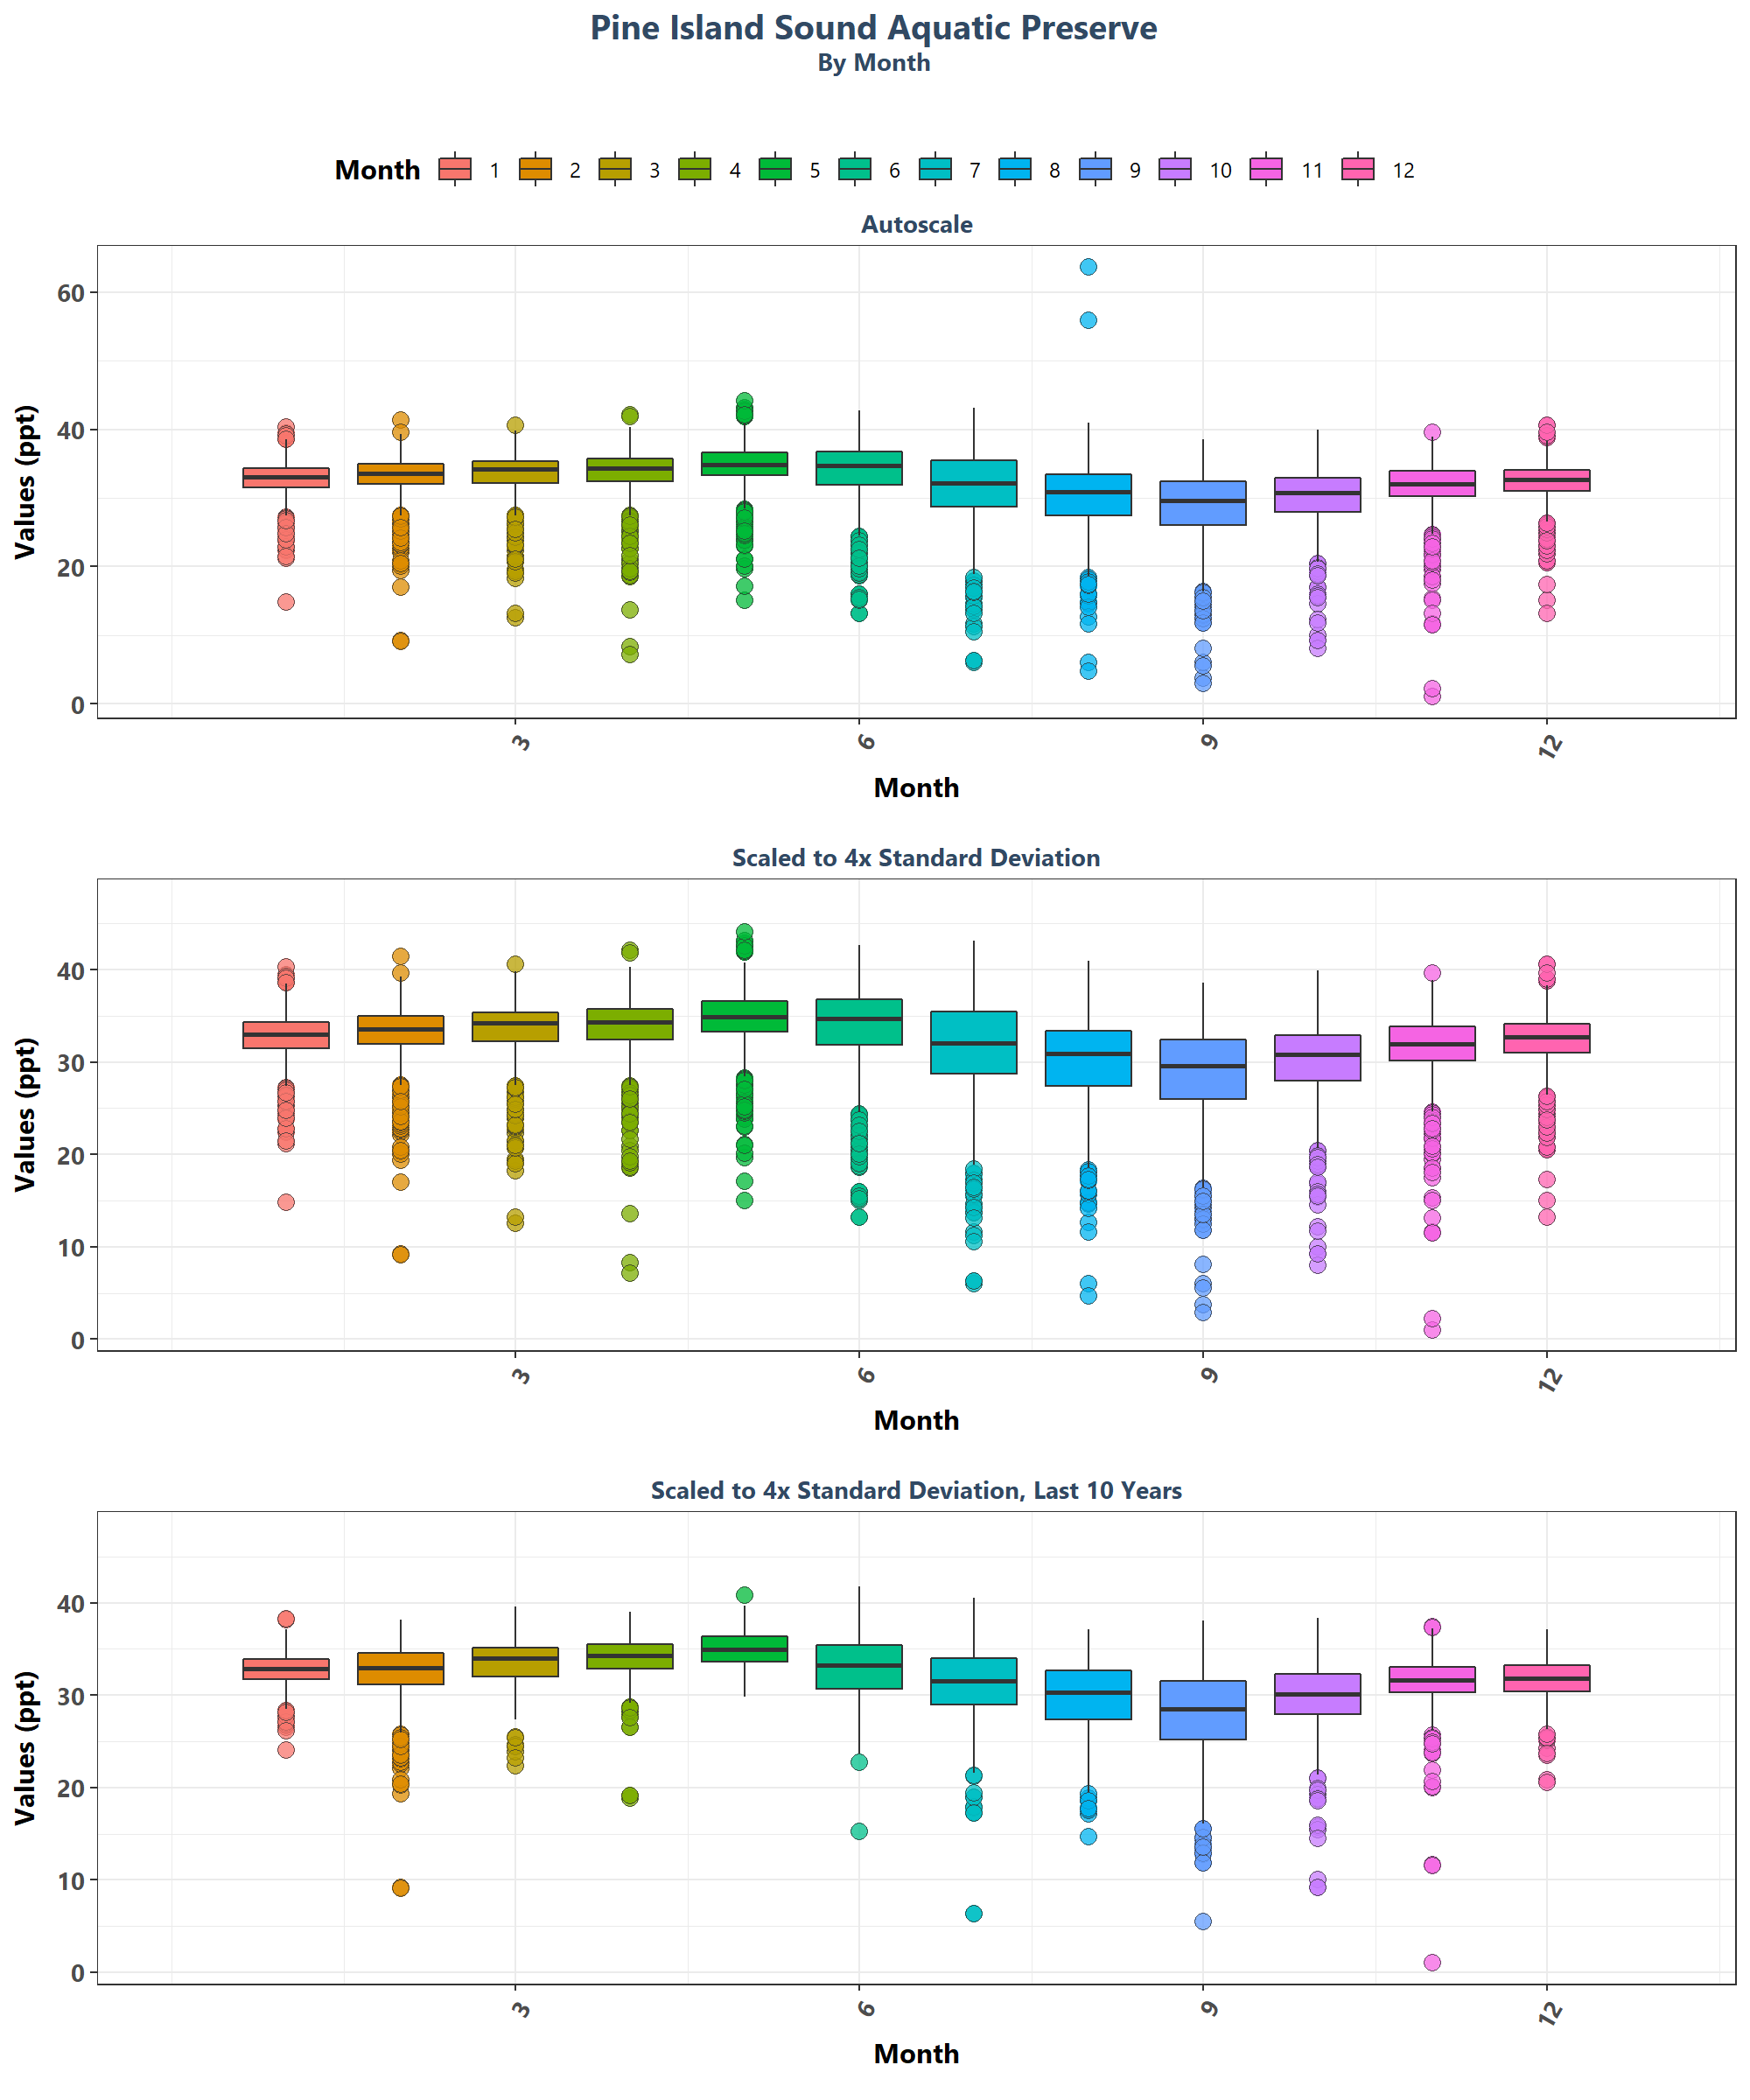 Pine Island Sound Aquatic Preserve
By Month
Month 1 2 3 4 5 6 7 8 9 10 11 12
Autoscale
Values (ppt)
60
40
20
0
3 6 9 12
Month
Scaled to 4x Standard Deviation
Values (ppt)
40
30
20
10
0
3 6 9 12
Month
Scaled to 4x Standard Deviation, Last 10 Years
Values (ppt)
40
30
20
10
0
3 6 9 12
Month